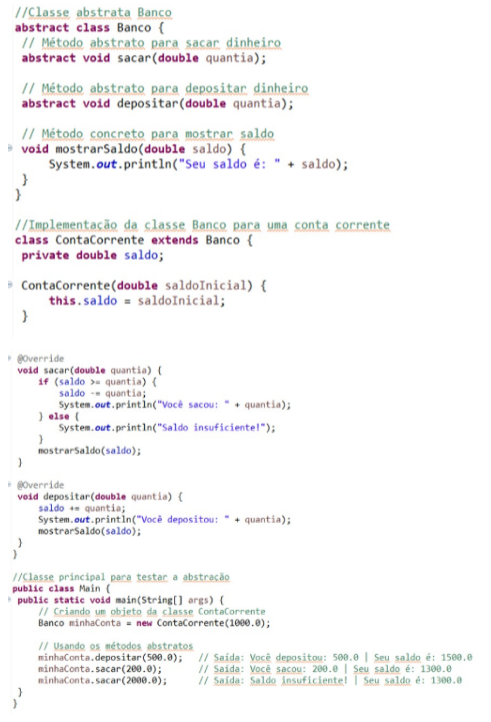 //Classe abstrata Banco
abstract class Banco {
// Método abstrato para sacar dinheiro
abstract void sacar(double quantia);
// Método abstrato para depositar dinheiro
abstract void depositar(double quantia);
// Método concreto para mostrar saldo
void mostrarSaldo(double saldo) {
System.out.println("Seu saldo é: " + saldo);
}
}
//Implementação da classe Banco para uma conta corrente
class ContaCorrente extends Banco {
private double saldo;
ContaCorrente(double saldoInicial) {
this.saldo = saldoInicial;
}
@Override
void sacar(double quantia) {
if (saldo >= quantia) {
saldo -= quantia;
System.out.println("Você sacou: " + quantia);
} else {
System.out.println("Saldo insuficiente!");
}
mostrarSaldo(saldo);
}
@Override
void depositar(double quantia) {
saldo += quantia;
System.out.println("Você depositou: " + quantia);
mostrarSaldo(saldo);
}
}
//Classe principal para testar a abstração
public class Main {
public static void main(String[] args) {
// Criando um objeto da classe ContaCorrente
Banco minhaConta = new ContaCorrente(1000.0);
// Usando os métodos abstratos
minhaConta.depositar(500.0); // Saída: Você depositou: 500.0 | Seu saldo é: 1500.0
minhaConta.sacar(200.0); // Saída: Você sacou: 200.0 | Seu saldo é: 1300.0
minhaConta.sacar(2000.0); // Saída: Saldo insuficiente! | Seu saldo é: 1300.0
}
}